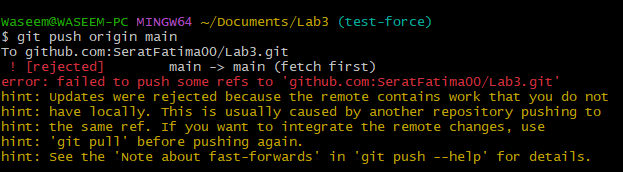 Waseem@WASEEM-PC MINGW64 ~/Documents/Lab3 (test-force)
$ git push origin main
To github.com:SeratFatima00/Lab3.git
 ! [rejected]        main -> main (fetch first)
error: failed to push some refs to 'github.com:SeratFatima00/Lab3.git'
hint: Updates were rejected because the remote contains work that you do not
hint: have locally. This is usually caused by another repository pushing to
hint: the same ref. If you want to integrate the remote changes, use
hint: 'git pull' before pushing again.
hint: See the 'Note about fast-forwards' in 'git push --help' for details.